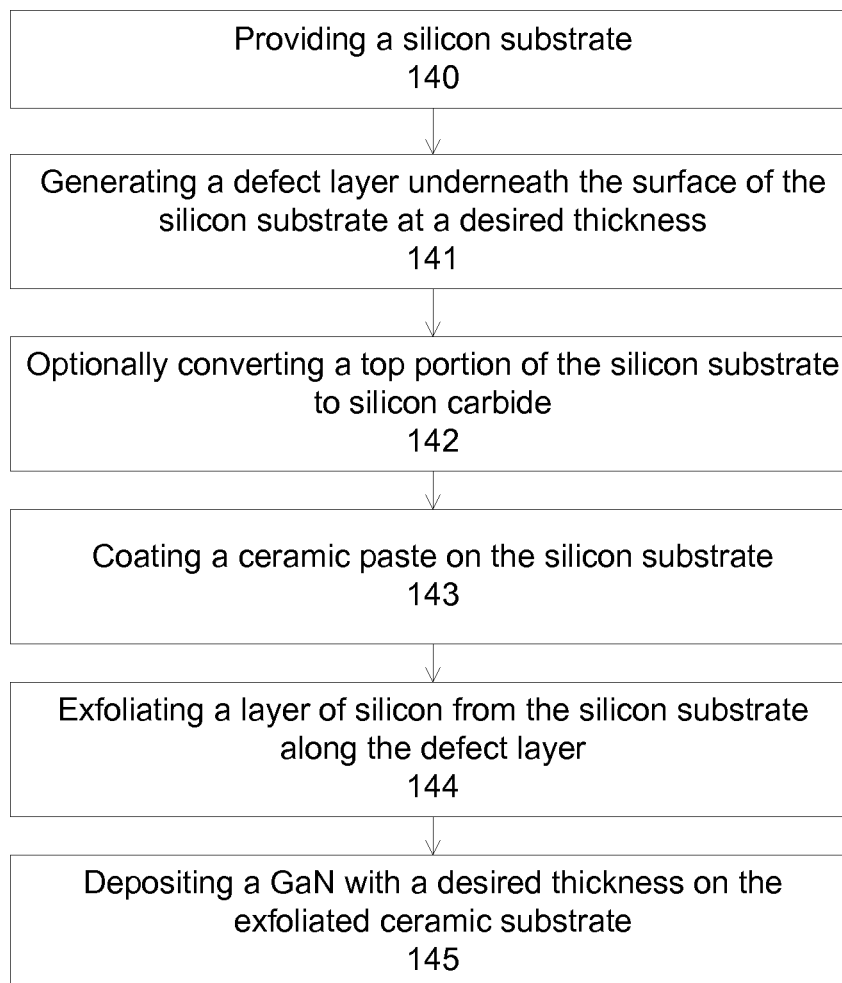 Providing a silicon substrate
140
Generating a defect layer underneath the surface of the
silicon substrate at a desired thickness
141
Optionally converting a top portion of the silicon substrate
to silicon carbide
142
Coating a ceramic paste on the silicon substrate
143
Exfoliating a layer of silicon from the silicon substrate
along the defect layer
144
Depositing a GaN with a desired thickness on the
exfoliated ceramic substrate
145